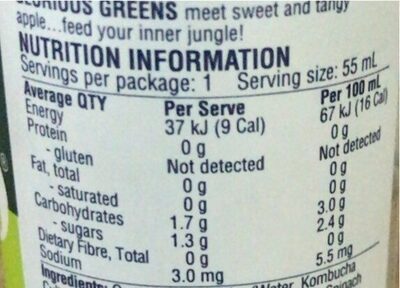 GLORIOUS GREENS meet sweet and tangy
apple...feed your inner jungle!
NUTRITION INFORMATION
Servings per package: 1 Serving size: 55 mL
Average QTY Per Serve Per 100 mL
Energy 37 kJ (9 Cal) 67 kJ (16 Cal)
Protein 0 g 0 g
- gluten Not detected Not detected
Fat, total 0 g 0 g
- saturated 0 g 0 g
Carbohydrates 1.7 g 3.0 g
- sugars 1.3 g 2.4 g
Dietary Fibre, Total 0 g 0 g
Sodium 3.0 mg 5.5 mg
Ingredients: Water, Kombucha
Spinach